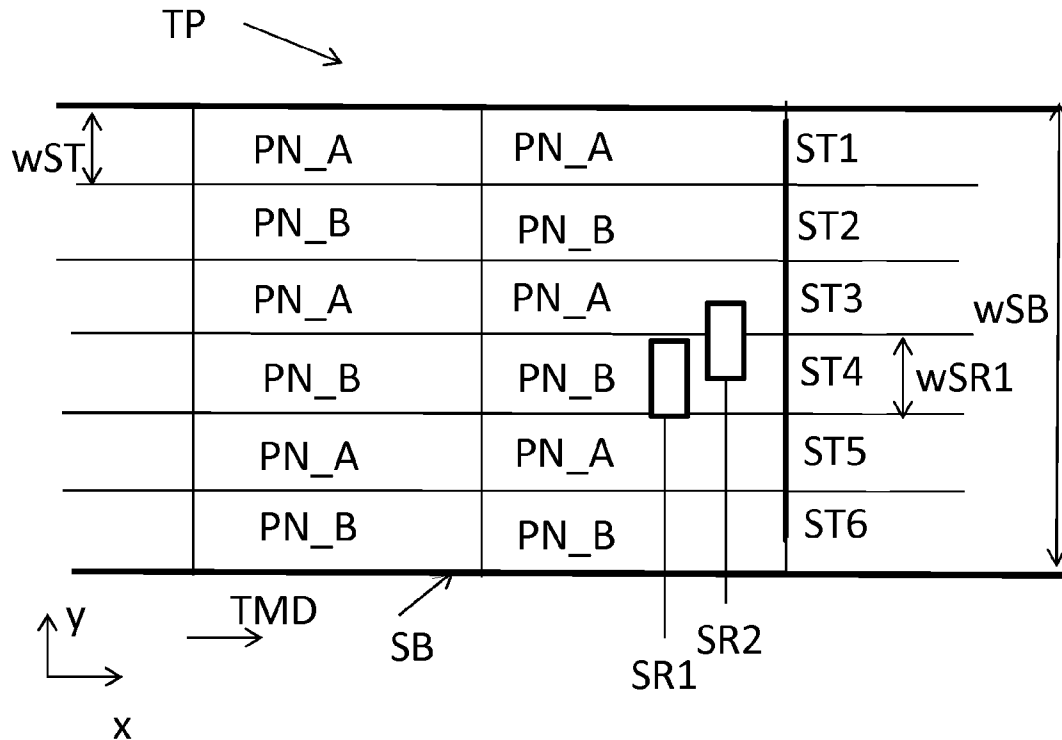 TP
wST PN_A PN_A ST1
PN_B PN_B ST2
PN_A PN_A ST3
wSB
PN_B PN_B ST4 wSR1
PN_A PN_A ST5
PN_B PN_B ST6
y TMD
SB SR2
SR1
x